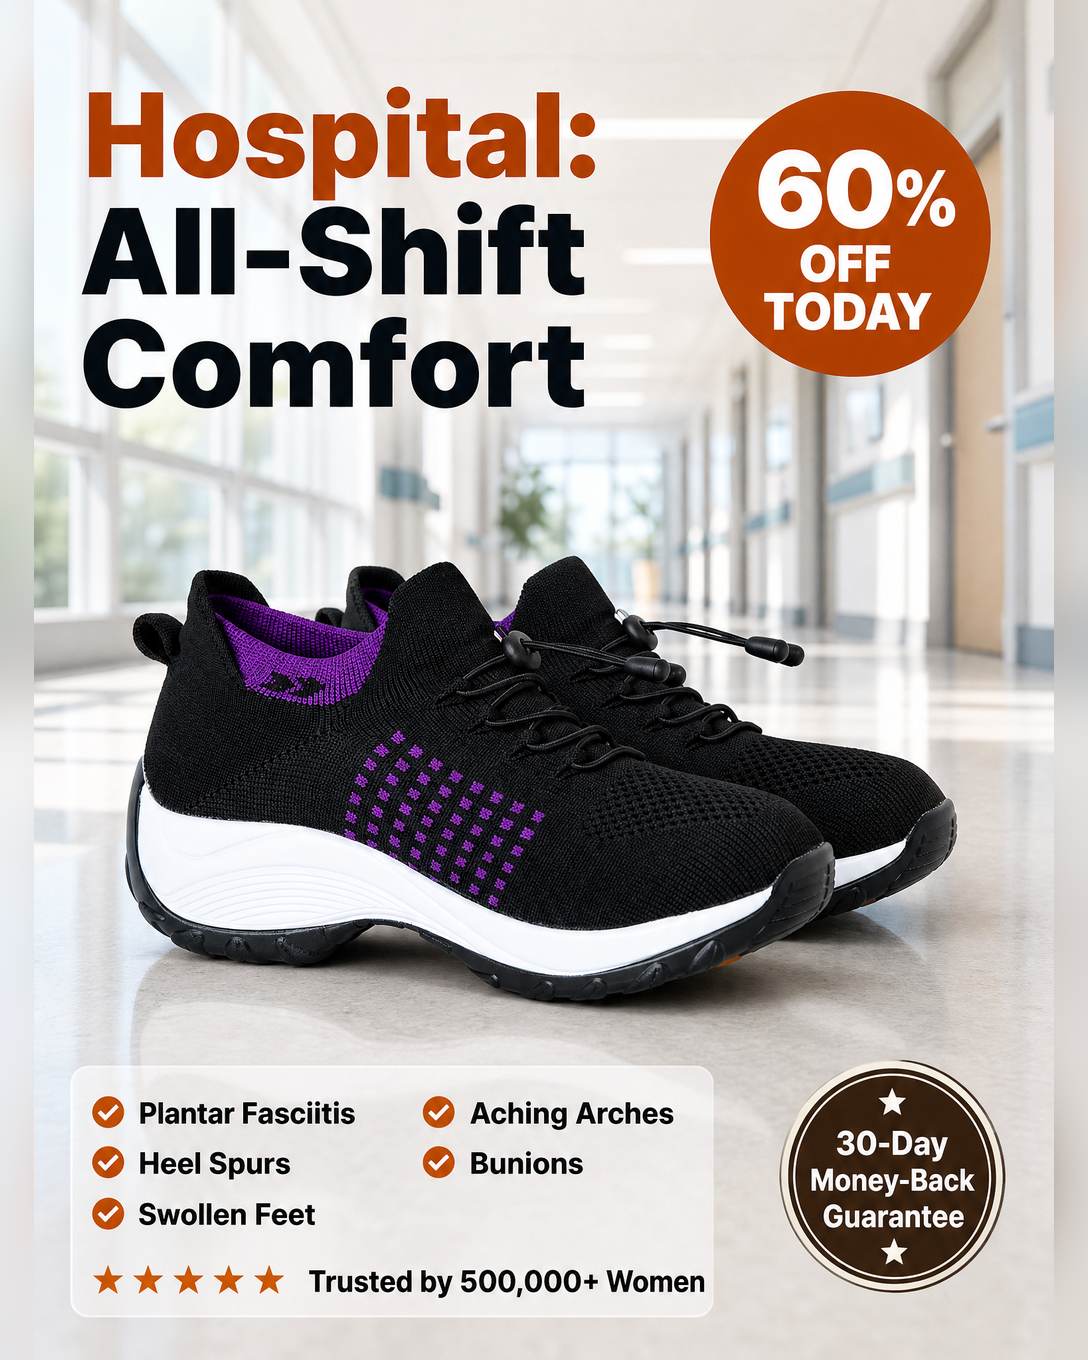 Hospital:
All-Shift
Comfort
60%
OFF
TODAY
Plantar Fasciitis
Heel Spurs
Swollen Feet
Aching Arches
Bunions
Trusted by 500,000+ Women
30-Day
Money-Back
Guarantee